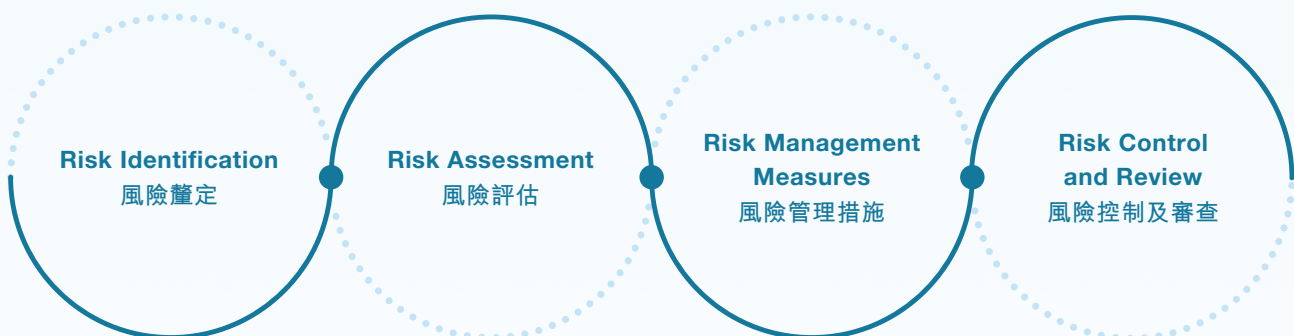 Risk Identification
風險釐定
Risk Assessment
風險評估
Risk Management
Measures
風險管理措施
Risk Control
and Review
風險控制及審查